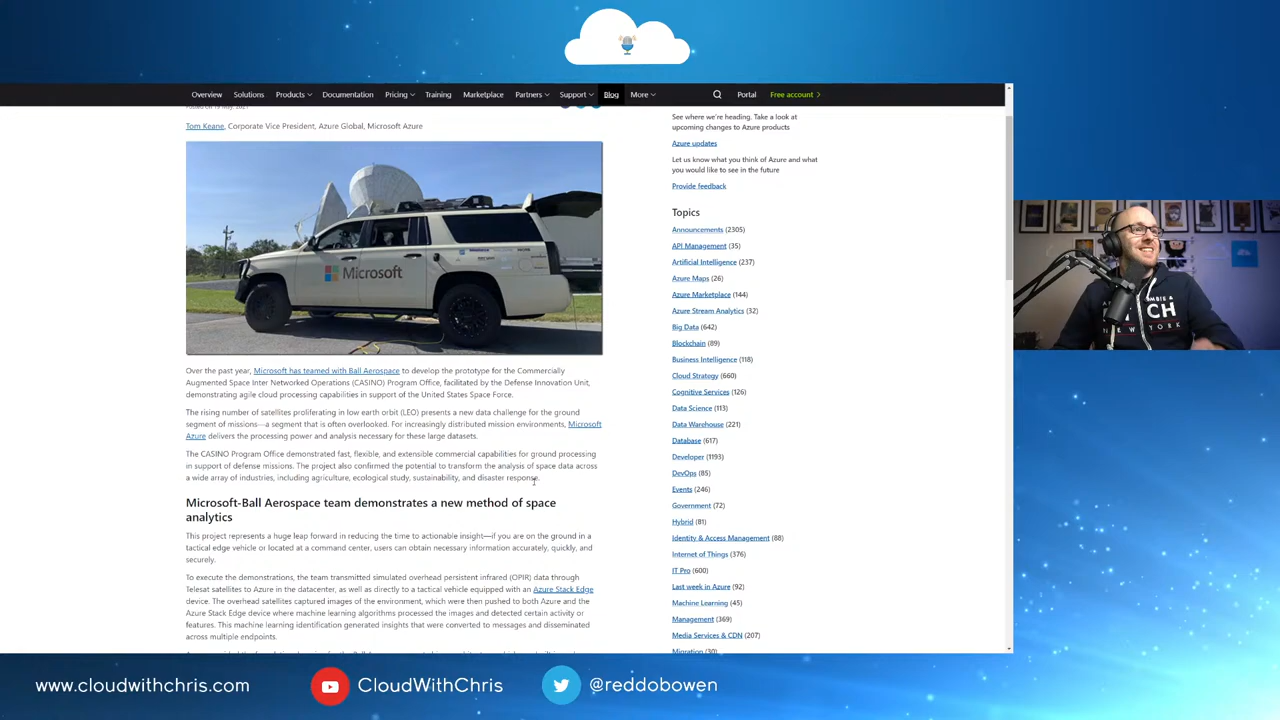 Overview Solutions Products Documentation Pricing Training Marketplace Partners Support Blog More Portal Free account
Tom Keane, Corporate Vice President, Azure Global, Microsoft Azure
Microsoft
Over the past year, Microsoft has teamed with Ball Aerospace to develop the prototype for the Commercially
Augmented Space Inter Networked Operations (CASINO) Program Office, facilitated by the Defense Innovation Unit,
demonstrating agile cloud processing capabilities in support of the United States Space Force.
The rising number of satellites proliferating in low earth orbit (LEO) presents a new data challenge for the ground
segment of missions—a segment that is often overlooked. For increasingly distributed mission environments, Microsoft
Azure delivers the processing power and analysis necessary for these large datasets.
The CASINO Program Office demonstrated fast, flexible, and extensible commercial capabilities for ground processing
in support of defense missions. The project also confirmed the potential to transform the analysis of space data across
a wide array of industries, including agriculture, ecological study, sustainability, and disaster response.
Microsoft-Ball Aerospace team demonstrates a new method of space
analytics
This project represents a huge leap forward in reducing the time to actionable insight—if you are on the ground in a
tactical edge vehicle or located at a command center, users can obtain necessary information accurately, quickly, and
securely.
To execute the demonstrations, the team transmitted simulated overhead persistent infrared (OPIR) data through
Telesat satellites to Azure in the datacenter, as well as directly to a tactical vehicle equipped with an Azure Stack Edge
device. The overhead satellites captured images of the environment, which were then pushed to both Azure and the
Azure Stack Edge device where machine learning algorithms processed the images and detected certain activity or
features. This machine learning identification generated insights that were converted to messages and disseminated
across multiple endpoints.
See where we're heading. Take a look at
upcoming changes to Azure products
Azure updates
Let us know what you think of Azure and what
you would like to see in the future
Provide feedback
Topics
Announcements (2305)
API Management (35)
Artificial Intelligence (237)
Azure Maps (26)
Azure Marketplace (144)
Azure Stream Analytics (32)
Big Data (642)
Blockchain (89)
Business Intelligence (118)
Cloud Strategy (660)
Cognitive Services (126)
Data Science (113)
Data Warehouse (221)
Database (617)
Developer (1193)
DevOps (85)
Events (246)
Government (72)
Hybrid (81)
Identity & Access Management (88)
Internet of Things (376)
IT Pro (600)
Last week in Azure (92)
Machine Learning (45)
Management (369)
Media Services & CDN (207)
Migration (30)
www.cloudwithchris.com CloudWithChris @reddobowen